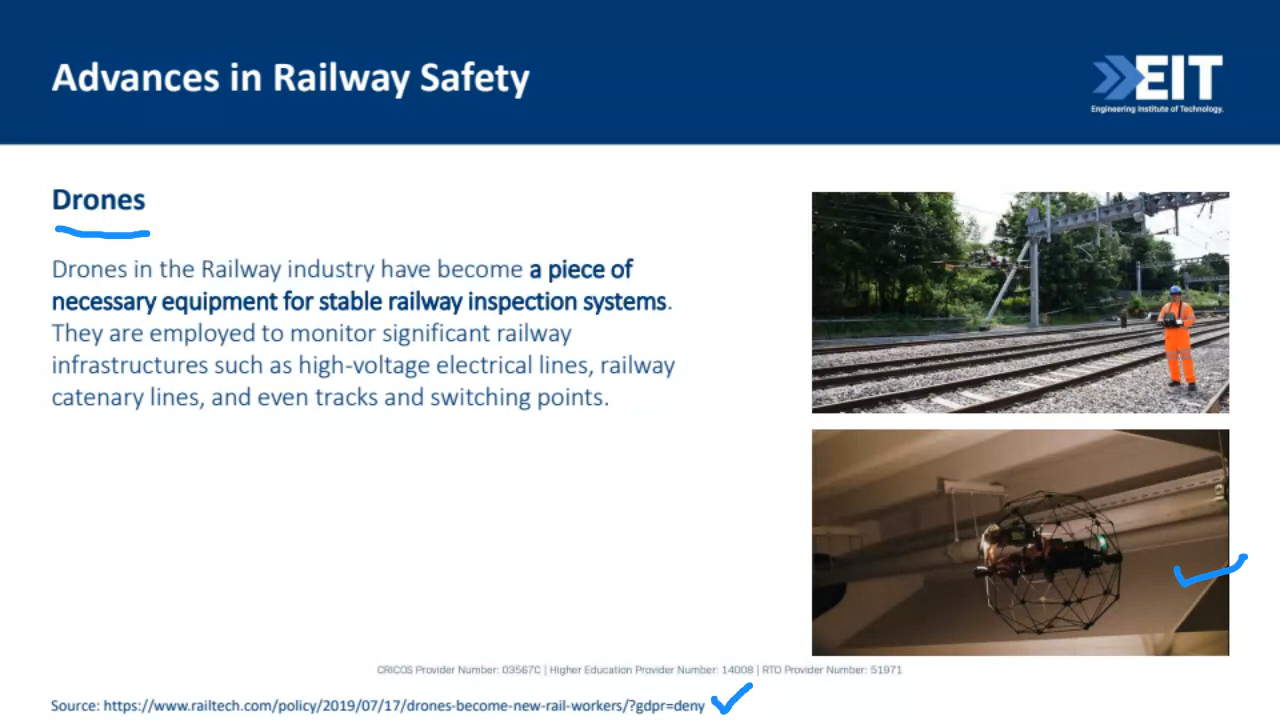 Advances in Railway Safety
EIT
Engineering Institute of Technology.
Drones
Drones in the Railway industry have become a piece of
necessary equipment for stable railway inspection systems.
They are employed to monitor significant railway
infrastructures such as high-voltage electrical lines, railway
catenary lines, and even tracks and switching points.
CRICOS Provider Number: 03567C | Higher Education Provider Number: 14008 | RTO Provider Number: 51971
Source: https://www.railtech.com/policy/2019/07/17/drones-become-new-rail-workers/?gdpr=deny